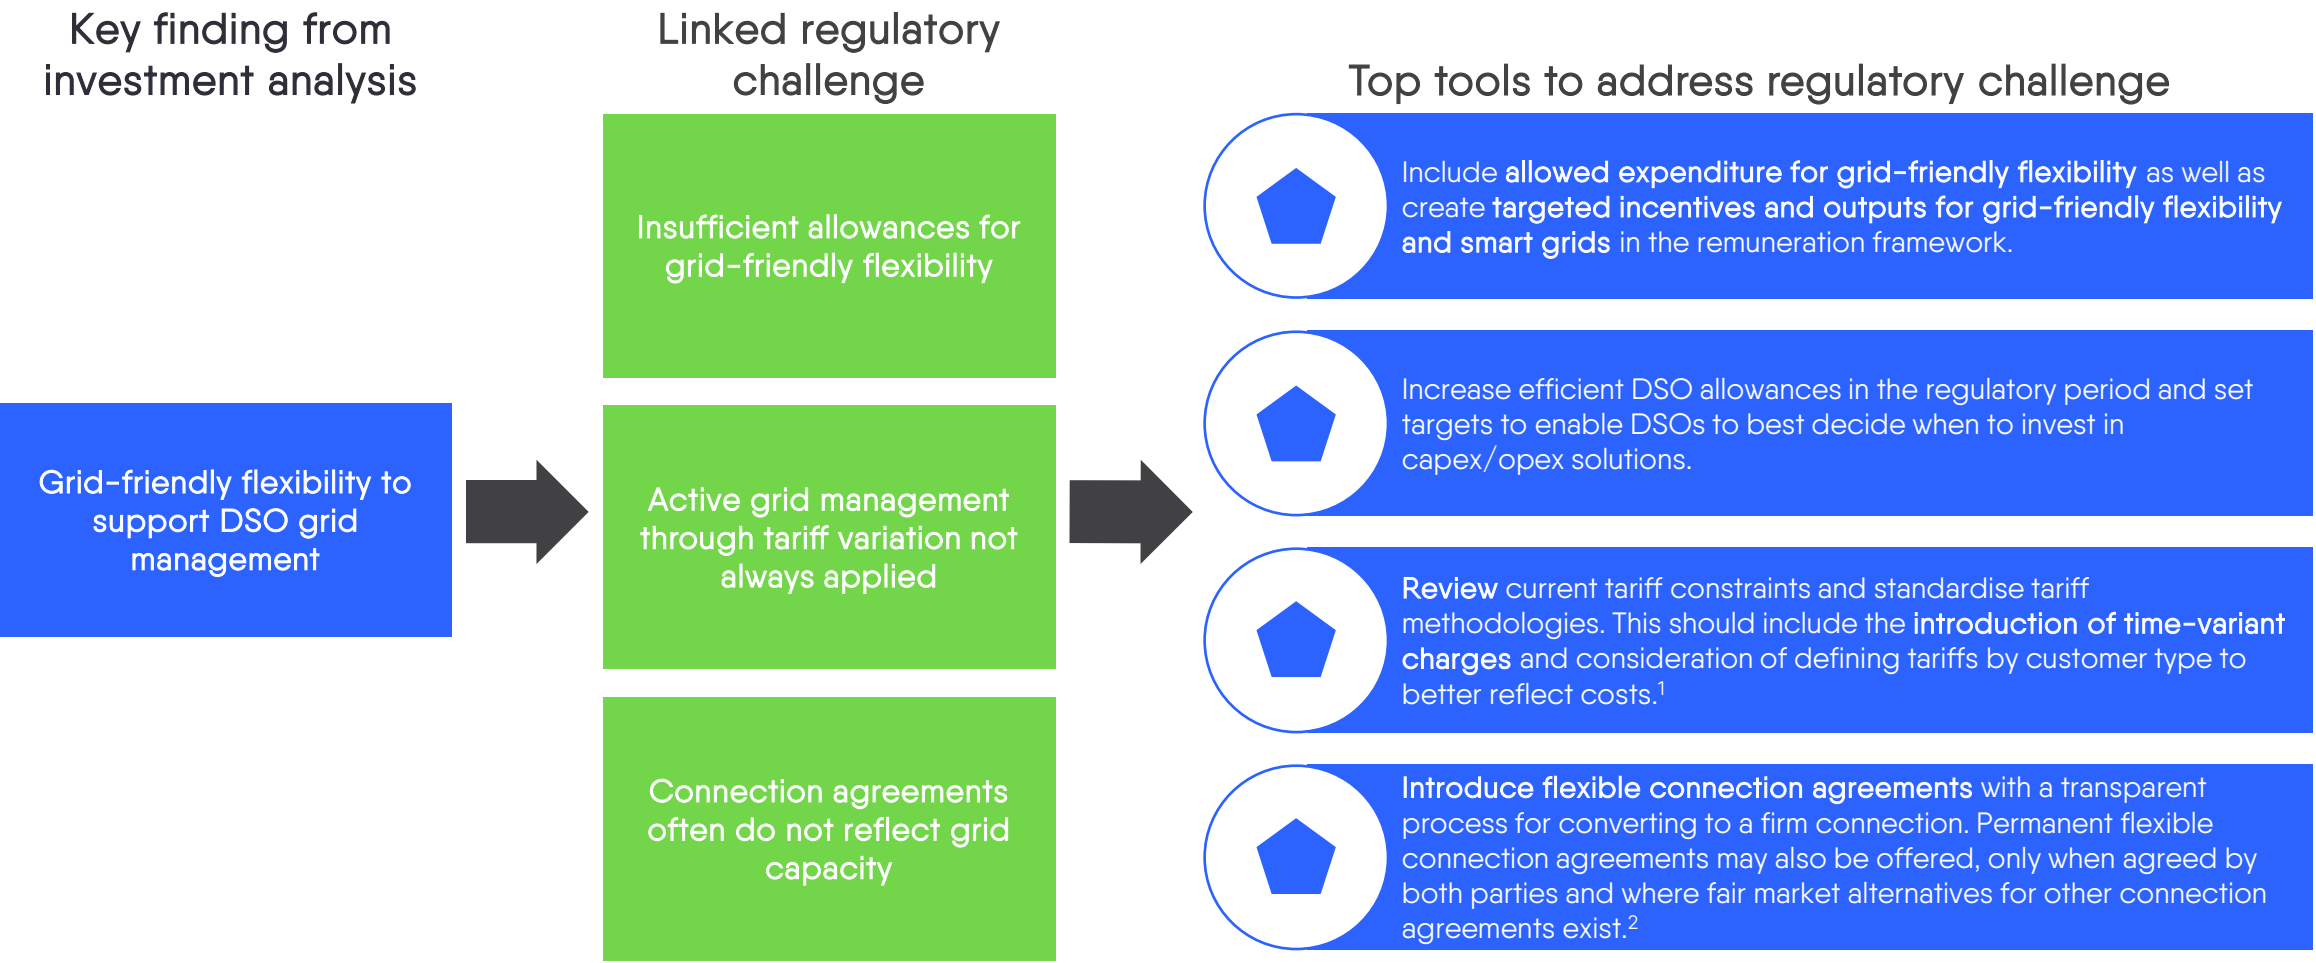 Key finding from
investment analysis
Linked regulatory
challenge
Top tools to address regulatory challenge
Grid-friendly flexibility to
support DSO grid
management
Insufficient allowances for
grid-friendly flexibility
Active grid management
through tariff variation not
always applied
Connection agreements
often do not reflect grid
capacity
Include allowed expenditure for grid-friendly flexibility as well as
create targeted incentives and outputs for grid-friendly flexibility
and smart grids in the remuneration framework.
Increase efficient DSO allowances in the regulatory period and set
targets to enable DSOs to best decide when to invest in
capex/opex solutions.
Review current tariff constraints and standardise tariff
methodologies. This should include the introduction of time-variant
charges and consideration of defining tariffs by customer type to
better reflect costs.¹
Introduce flexible connection agreements with a transparent
process for converting to a firm connection. Permanent flexible
connection agreements may also be offered, only when agreed by
both parties and where fair market alternatives for other connection
agreements exist.²